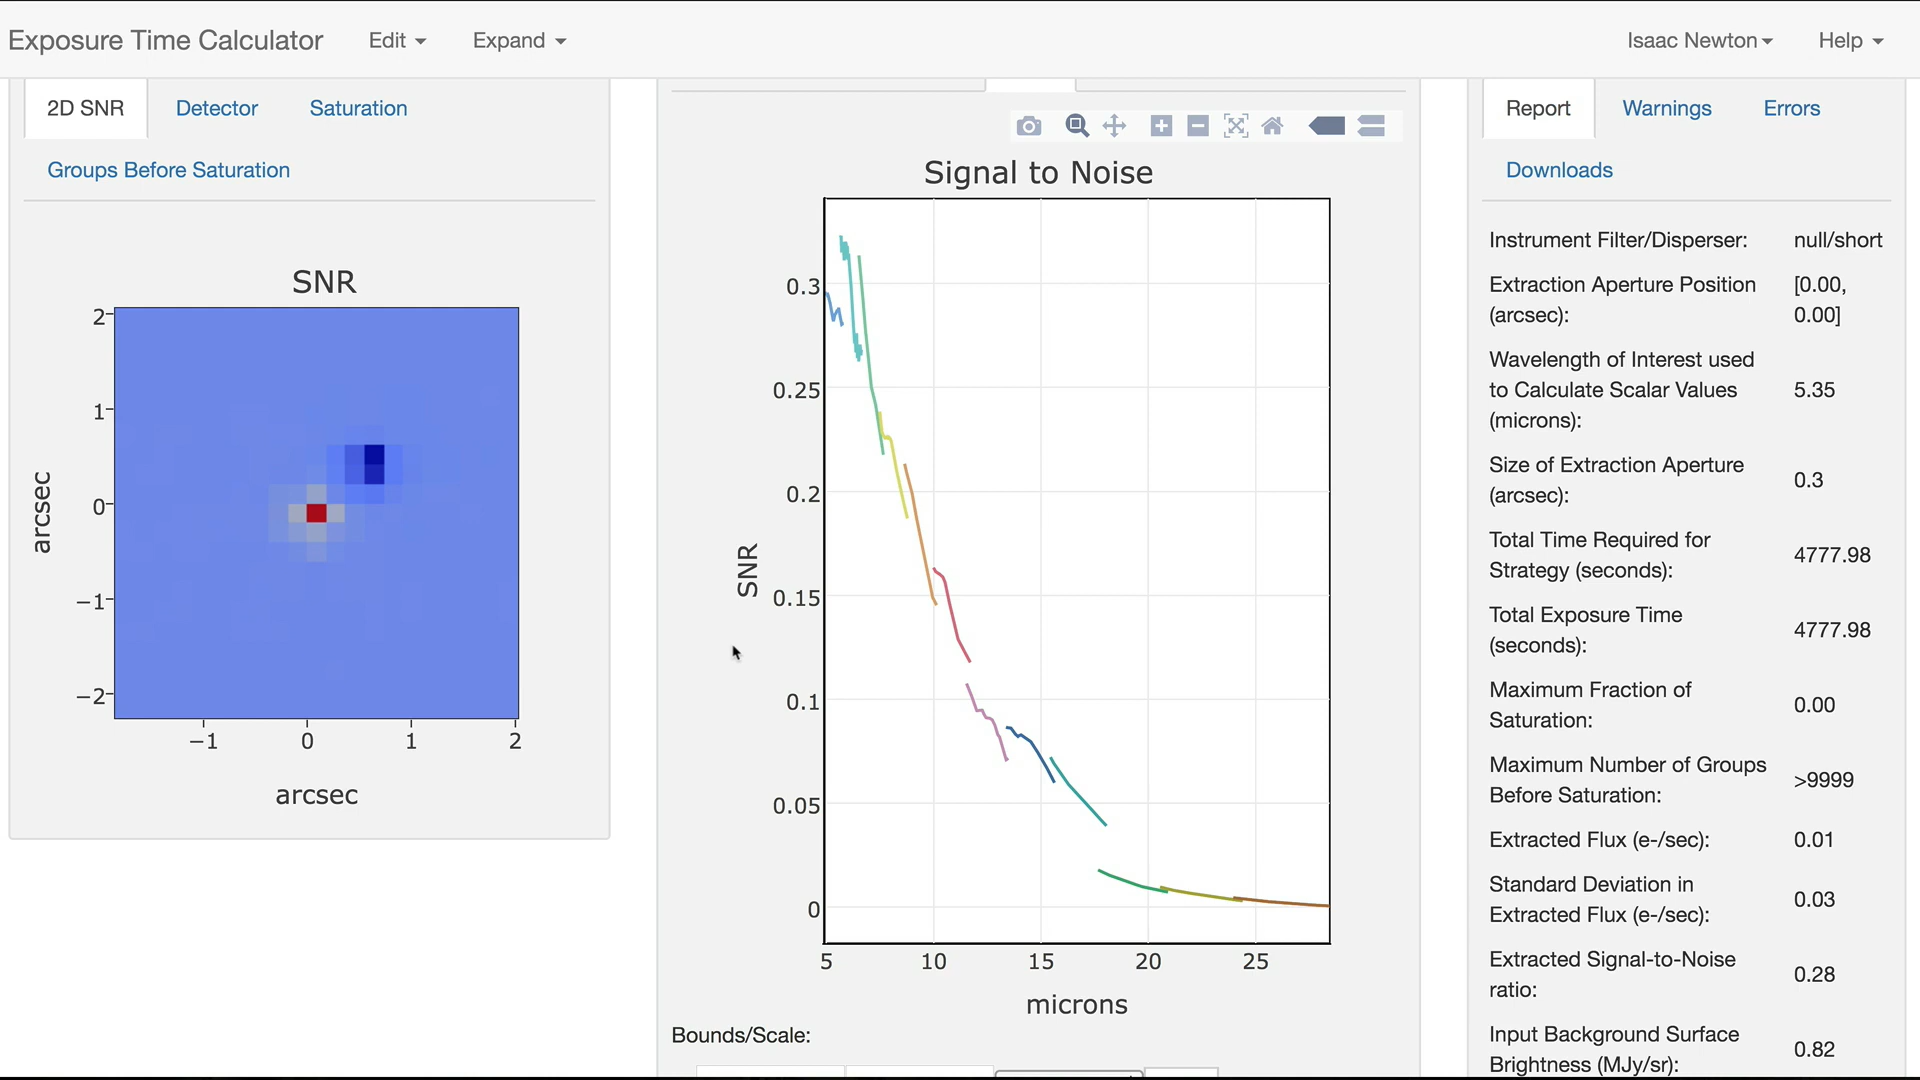 Exposure Time Calculator Edit Expand Isaac Newton Help
2D SNR Detector Saturation
Groups Before Saturation
SNR
2
1
0
−1
−2
arcsec
−1 0 1 2
arcsec
Signal to Noise
0.3
0.25
0.2
0.15
0.1
0.05
0
SNR
5 10 15 20 25
microns
Bounds/Scale:
Report Warnings Errors
Downloads
Instrument Filter/Disperser: null/short
Extraction Aperture Position [0.00,
(arcsec): 0.00]
Wavelength of Interest used
to Calculate Scalar Values 5.35
(microns):
Size of Extraction Aperture
(arcsec): 0.3
Total Time Required for
Strategy (seconds): 4777.98
Total Exposure Time
(seconds): 4777.98
Maximum Fraction of
Saturation: 0.00
Maximum Number of Groups
Before Saturation: >9999
Extracted Flux (e-/sec): 0.01
Standard Deviation in
Extracted Flux (e-/sec): 0.03
Extracted Signal-to-Noise
ratio: 0.28
Input Background Surface
Brightness (MJy/sr): 0.82